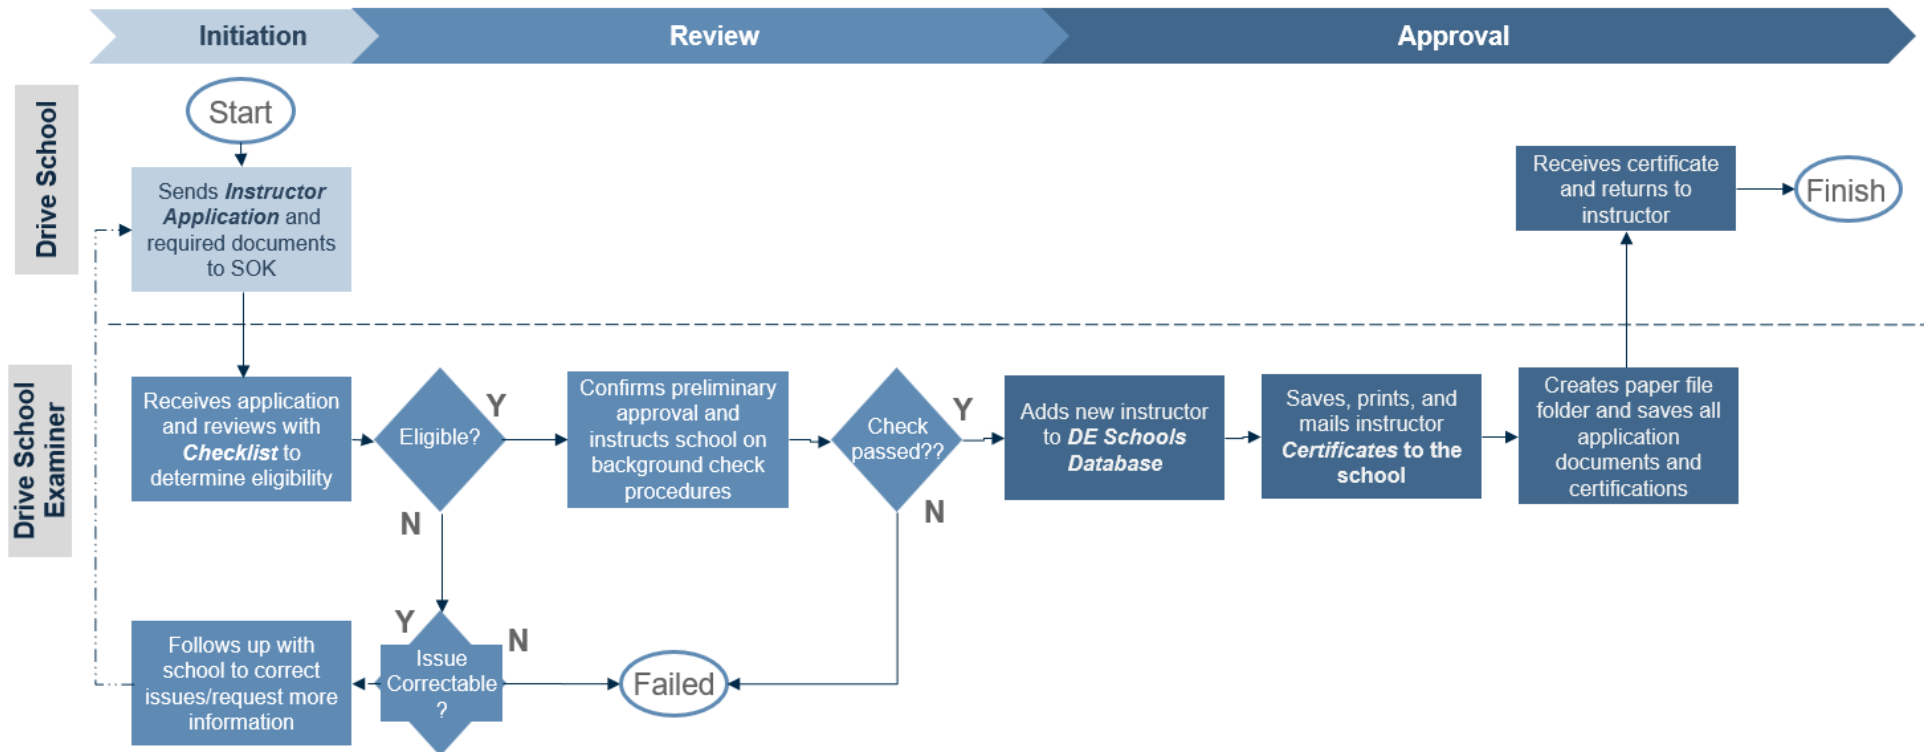 Initiation
Review
Approval
Drive School
Start
Sends Instructor
Application and
required documents
to SOK
Receives certificate
and returns to
instructor
Finish
Drive School
Examiner
Receives application
and reviews with
Checklist to
determine eligibility
Eligible?
Y
N
Confirms preliminary
approval and
instructs school on
background check
procedures
Check
passed??
Y
N
Adds new instructor
to DE Schools
Database
Saves, prints, and
mails instructor
Certificates to the
school
Creates paper file
folder and saves all
application
documents and
certifications
Follows up with
school to correct
issues/request more
information
Y
Issue
Correctable
?
N
Failed